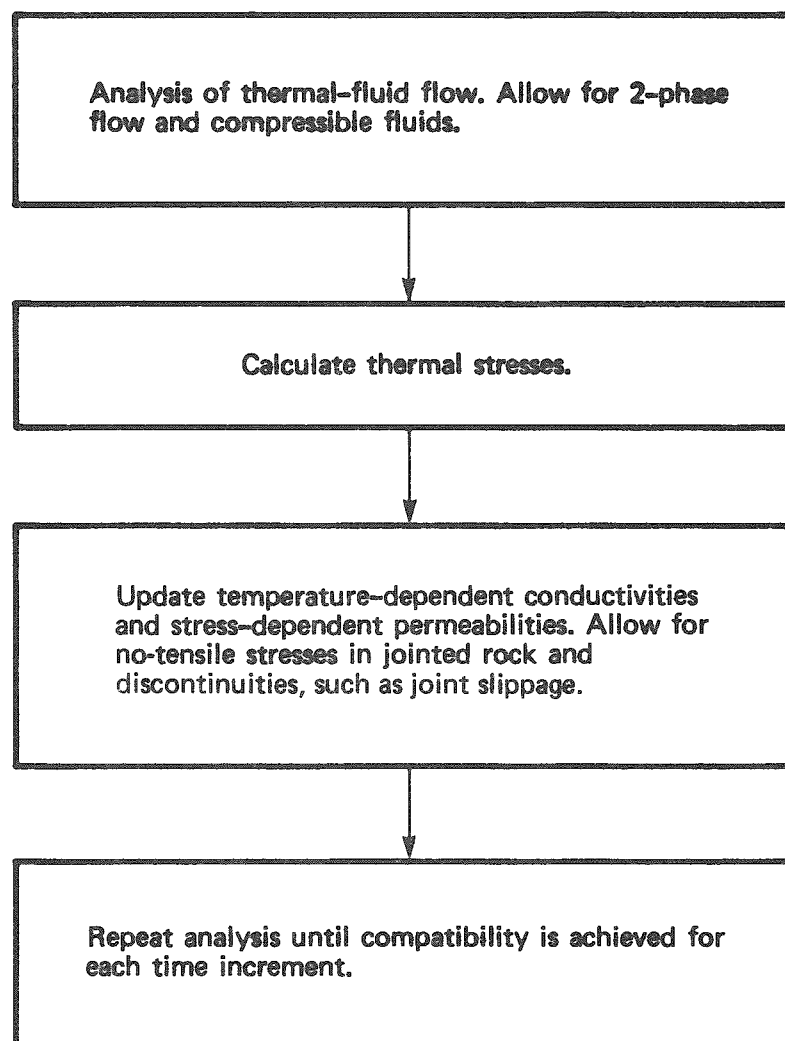 Analysis of thermal-fluid flow. Allow for 2-phase
flow and compressible fluids.
Calculate thermal stresses.
Update temperature-dependent conductivities
and stress-dependent permeabilities. Allow for
no-tensile stresses in jointed rock and
discontinuities, such as joint slippage.
Repeat analysis until compatibility is achieved for
each time increment.